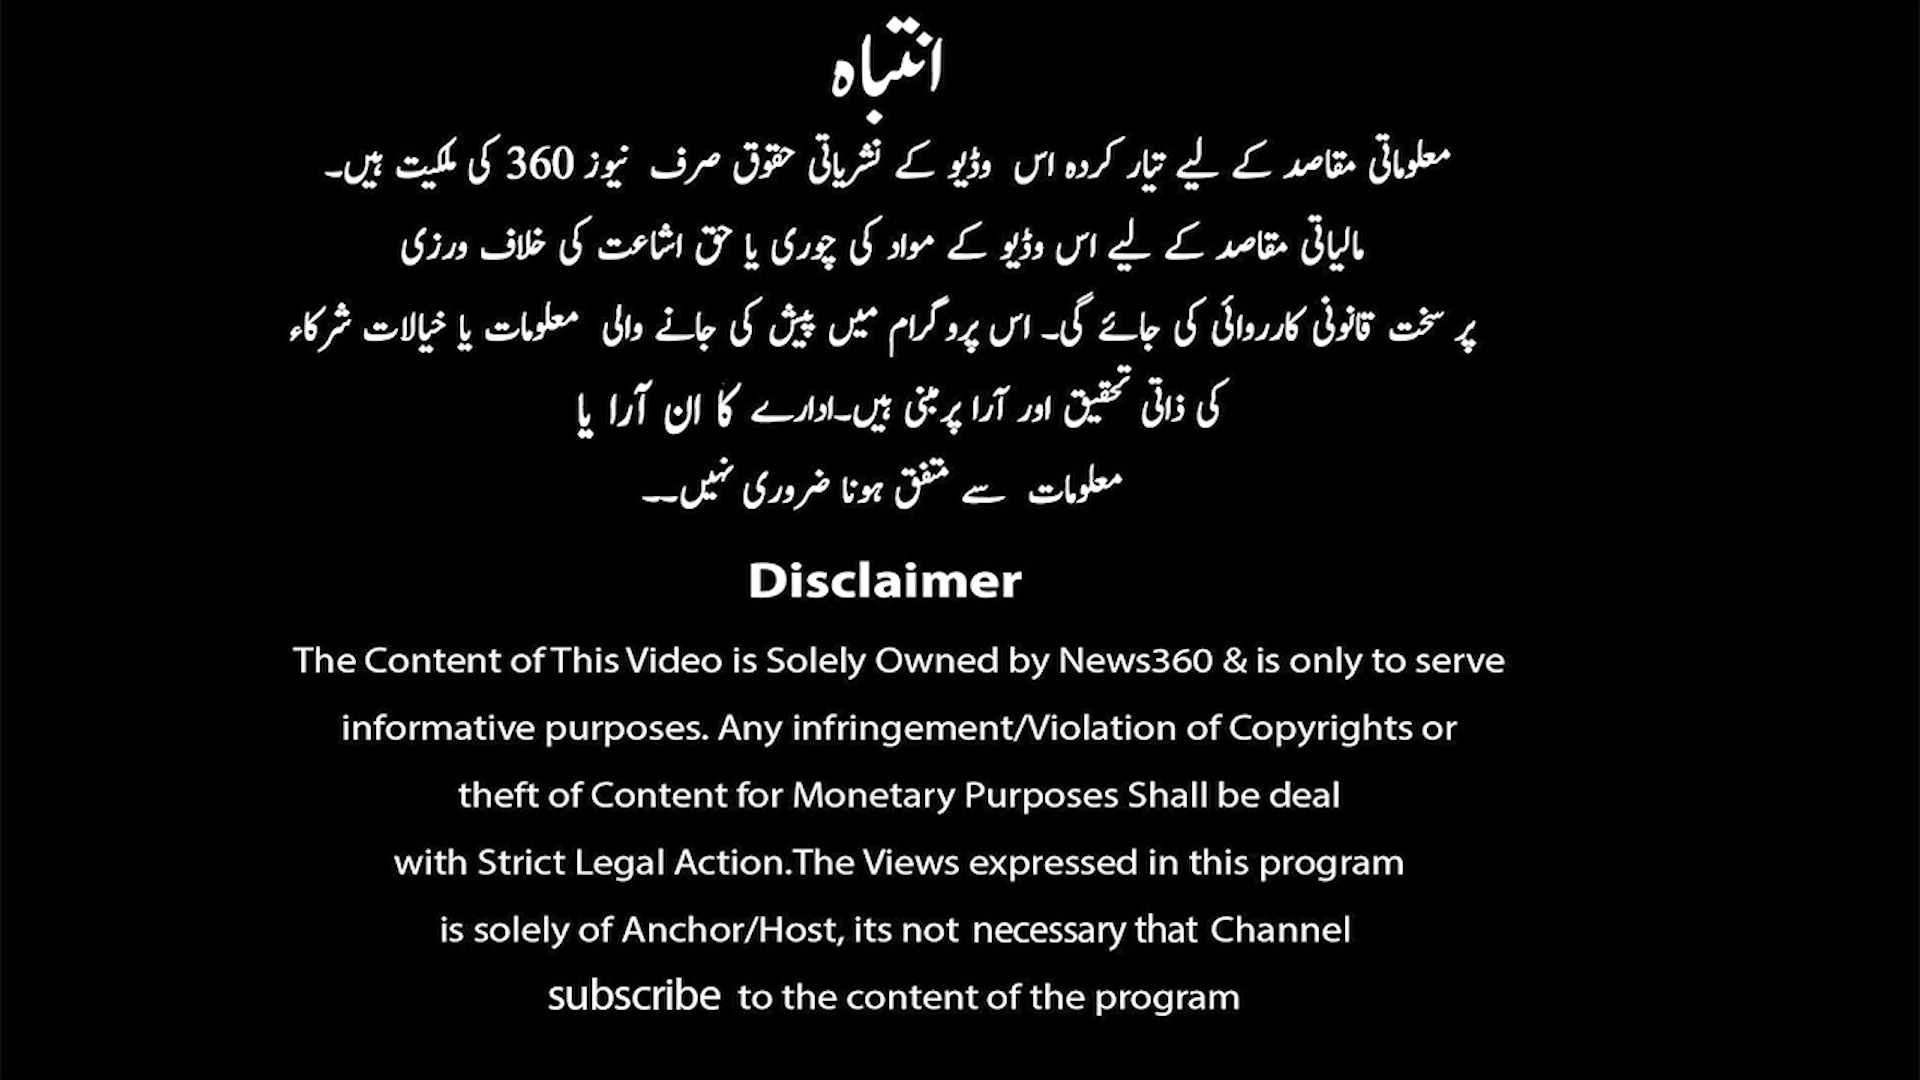 انتباہ
معلوماتی مقاصد کے لیے تیار کردہ اس وڈیو کے نشریاتی حقوق صرف نیوز 360 کی ملکیت ہیں۔
مالیاتی مقاصد کے لیے اس وڈیو کے مواد کی چوری یا حق اشاعت کی خلاف ورزی
پر سخت قانونی کارروائی کی جائے گی۔ اس پروگرام میں پیش کی جانے والی معلومات یا خیالات شرکاء
کی ذاتی تحقیق اور آرا پر مبنی ہیں۔ادارے کا ان آرا یا
معلومات سے متفق ہونا ضروری نہیں۔۔
Disclaimer
The Content of This Video is Solely Owned by News360 & is only to serve
informative purposes. Any infringement/Violation of Copyrights or
theft of Content for Monetary Purposes Shall be deal
with Strict Legal Action.The Views expressed in this program
is solely of Anchor/Host, its not necessary that Channel
subscribe to the content of the program